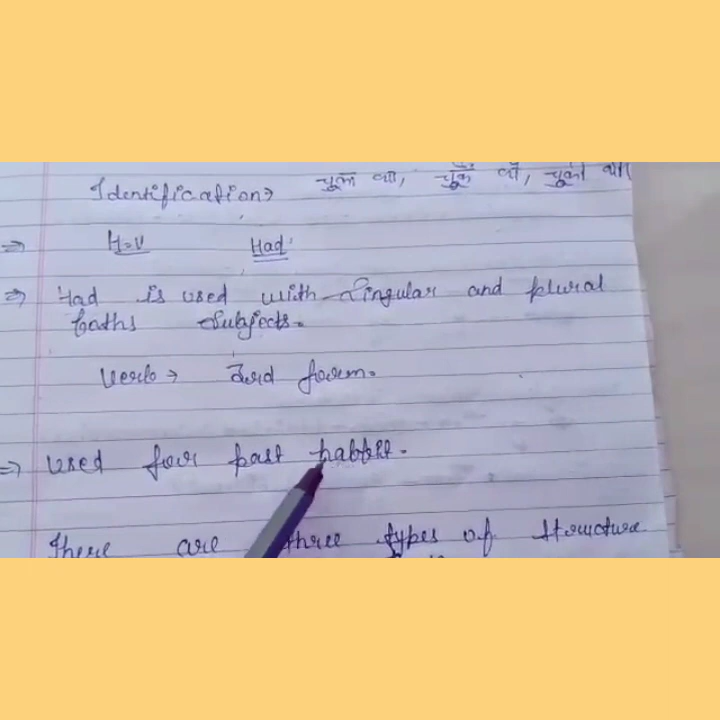 Identification→ चुका था, चुके थे, चुकी थी
⇒ H=V Had
⇒ Had is used with singular and plural
boths subjects.
Verb → 3rd form.
⇒ Used for past habbit.
There are three types of structure